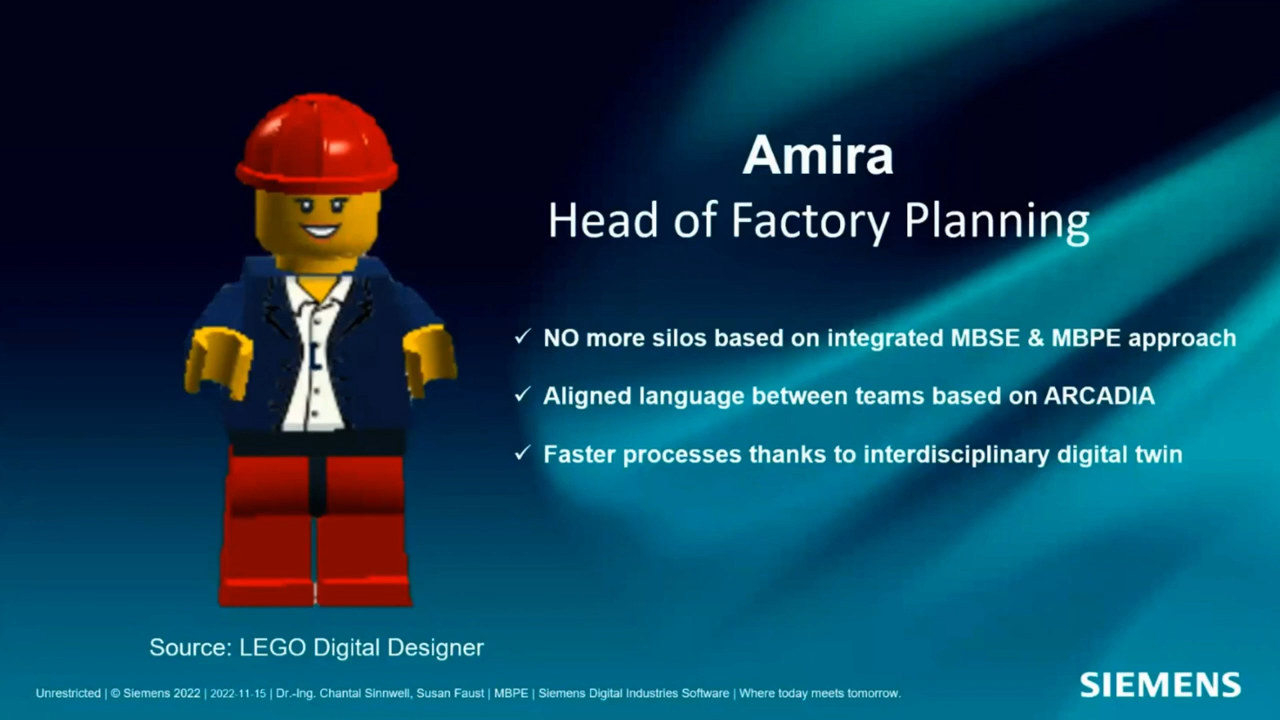 Amira
Head of Factory Planning
✓ NO more silos based on integrated MBSE & MBPE approach
✓ Aligned language between teams based on ARCADIA
✓ Faster processes thanks to interdisciplinary digital twin
Source: LEGO Digital Designer
Unrestricted | © Siemens 2022 | 2022-11-15 | Dr.-Ing. Chantal Sinnwell, Susan Faust | MBPE | Siemens Digital Industries Software | Where today meets tomorrow.
SIEMENS